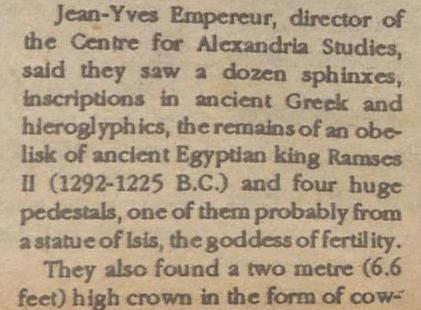 Jean-Yves Empereur, director of
the Centre for Alexandria Studies,
said they saw a dozen sphinxes,
inscriptions in ancient Greek and
hieroglyphics, the remains of an obe-
lisk of ancient Egyptian king Ramses
II (1292-1225 B.C.) and four huge
pedestals, one of them probably from
a statue of Isis, the goddess of fertility.
They also found a two metre (6.6
feet) high crown in the form of cow-